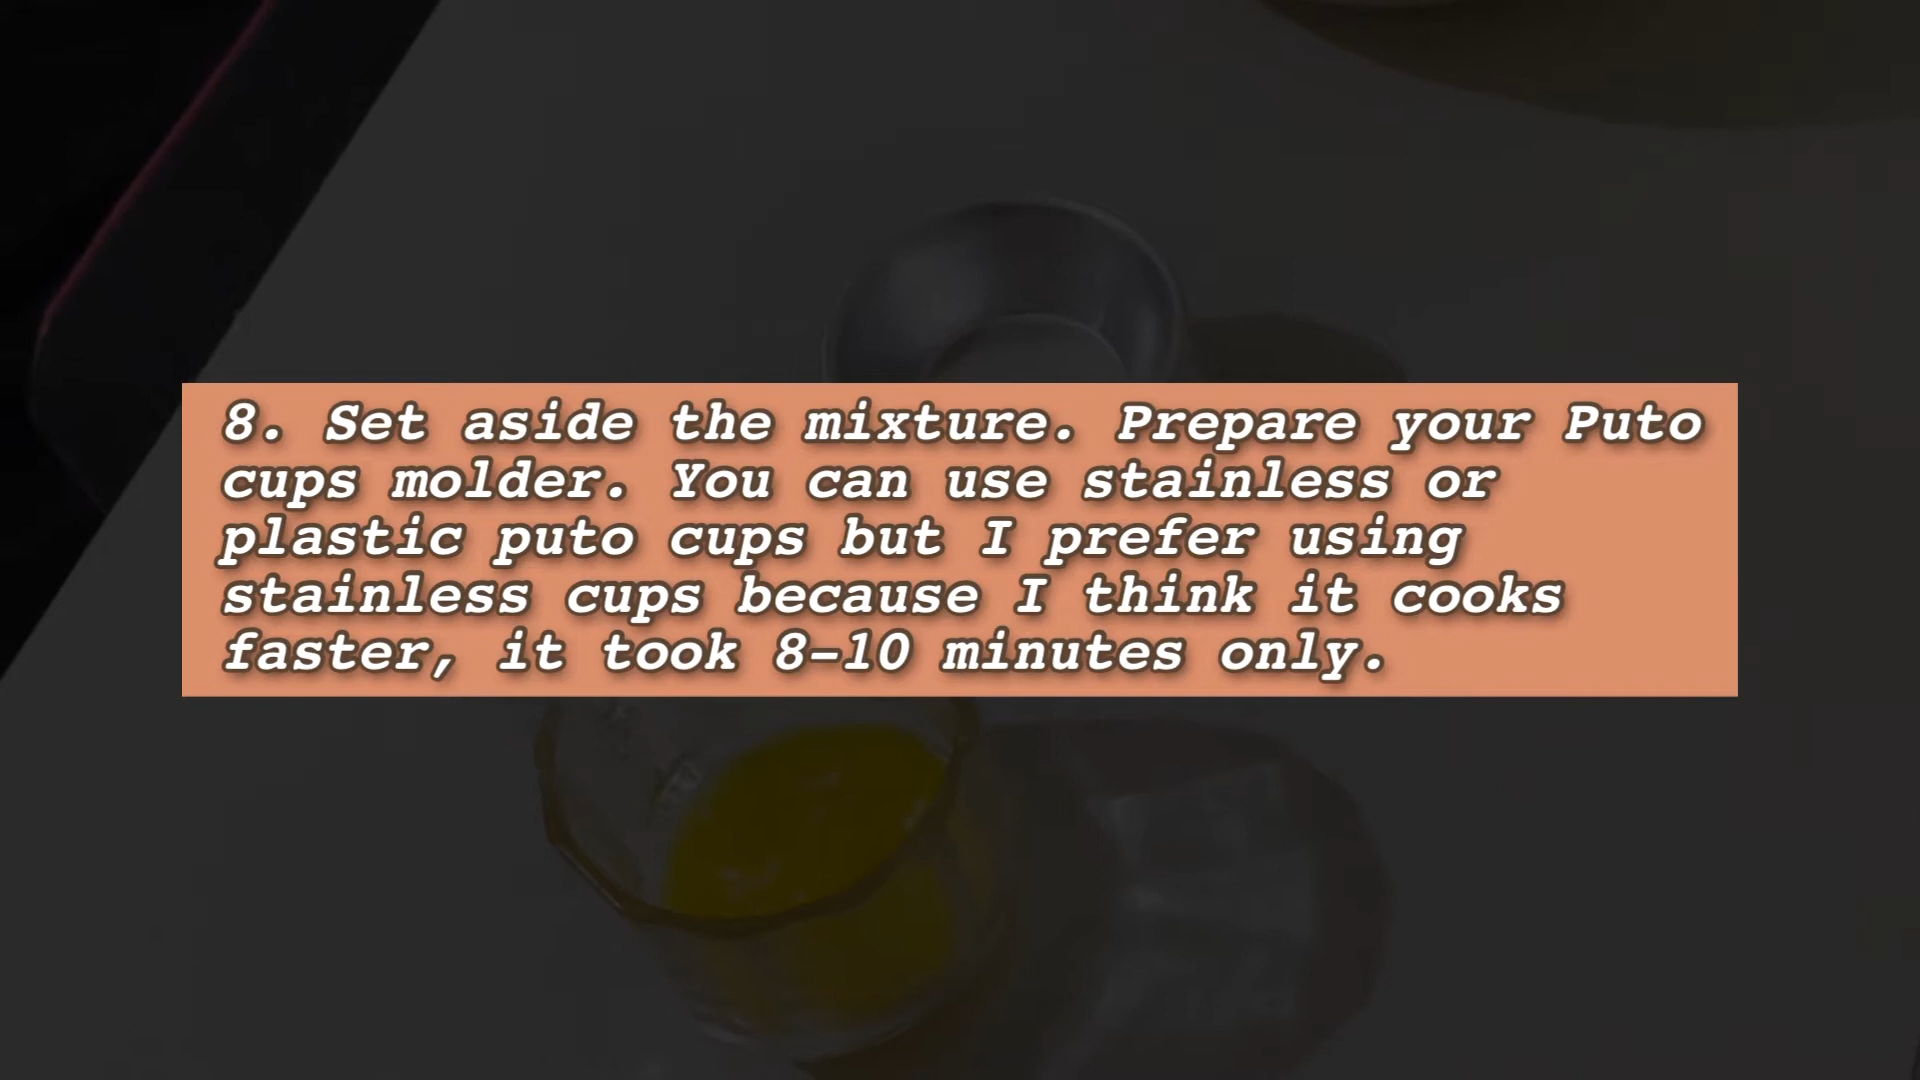 8. Set aside the mixture. Prepare your Puto
cups molder. You can use stainless or
plastic puto cups but I prefer using
stainless cups because I think it cooks
faster, it took 8-10 minutes only.